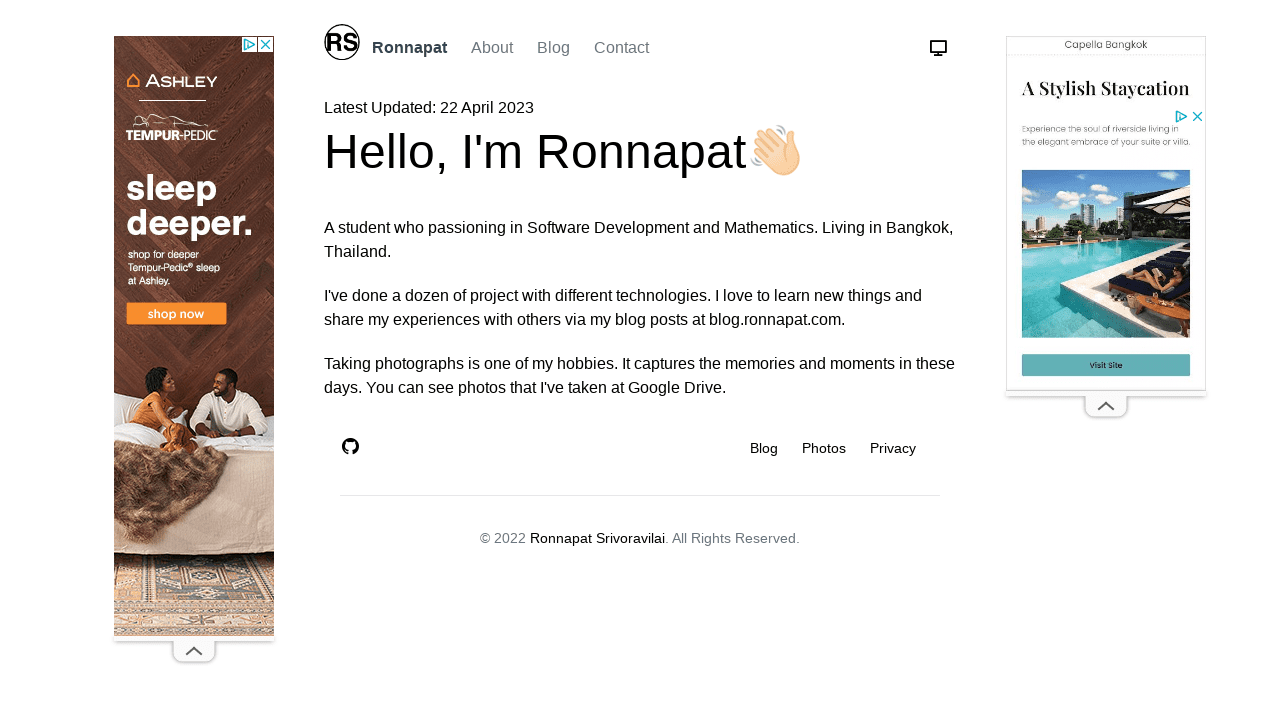 RS
Ronnapat
About
Blog
Contact
Latest Updated: 22 April 2023
Hello, I'm Ronnapat
A student who passioning in Software Development and Mathematics. Living in Bangkok,
Thailand.
I've done a dozen of project with different technologies. I love to learn new things and
share my experiences with others via my blog posts at blog.ronnapat.com.
Taking photographs is one of my hobbies. It captures the memories and moments in these
days. You can see photos that I've taken at Google Drive.
Blog
Photos
Privacy
© 2022 Ronnapat Srivoravilai. All Rights Reserved.
ASHLEY
TEMPUR-PEDIC
sleep
deeper.
shop for deeper
Tempur-Pedic® sleep
at Ashley.
shop now
Capella Bangkok
A Stylish Staycation
Experience the soul of riverside living in
the elegant embrace of your suite or villa.
Visit Site